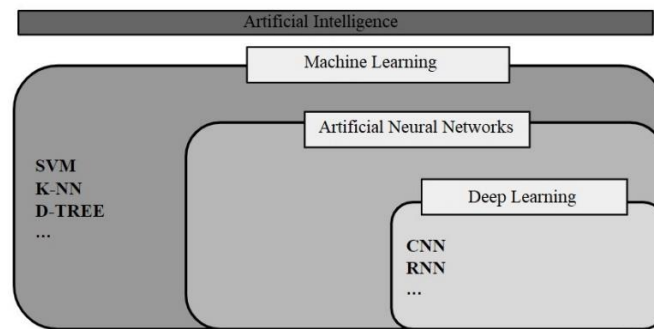 Artificial Intelligence
Machine Learning
Artificial Neural Networks
SVM
K-NN
D-TREE
...
Deep Learning
CNN
RNN
...